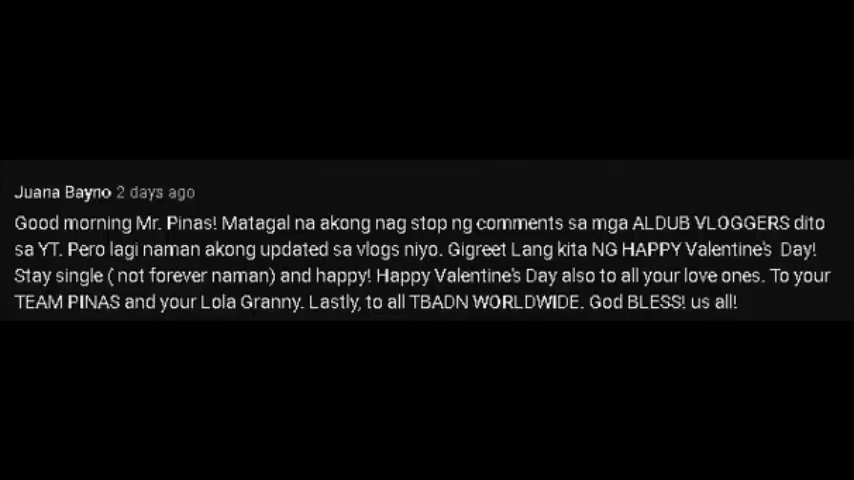 Juana Bayno 2 days ago
Good morning Mr. Pinas! Matagal na akong nag stop ng comments sa mga ALDUB VLOGGERS dito
sa YT. Pero lagi naman akong updated sa vlogs niyo. Gigreet Lang kita NG HAPPY Valentine's Day!
Stay single ( not forever naman) and happy! Happy Valentine's Day also to all your love ones. To your
TEAM PINAS and your Lola Granny. Lastly, to all TBADN WORLDWIDE. God BLESS! us all!